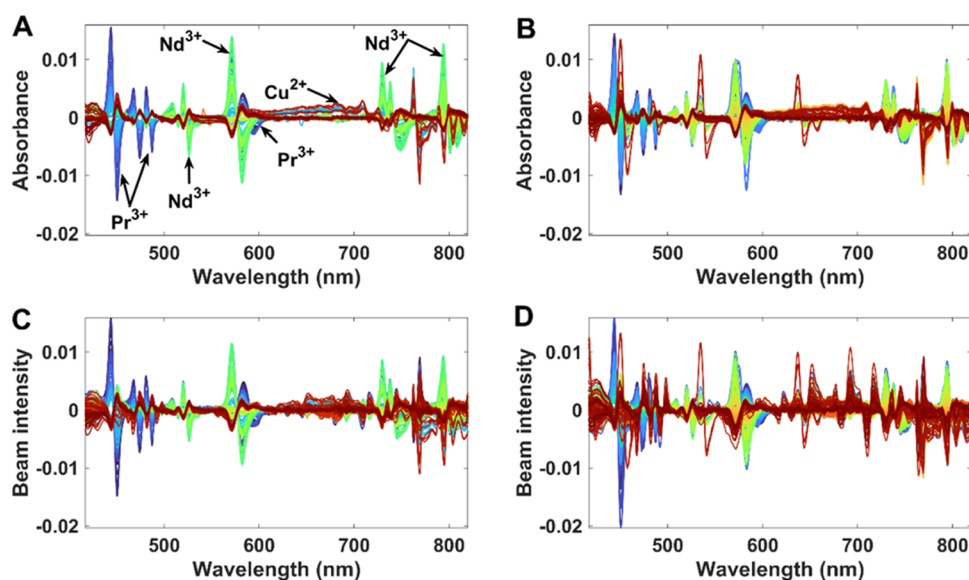 A
Absorbance
0.01
0
-0.01
-0.02
Nd3+
Cu2+
Nd3+
Pr3+
Nd3+
Pr3+
500
600
700
800
Wavelength (nm)
B
Absorbance
0.01
0
-0.01
-0.02
500
600
700
800
Wavelength (nm)
C
Beam intensity
0.01
0
-0.01
-0.02
500
600
700
800
Wavelength (nm)
D
Beam intensity
0.01
0
-0.01
-0.02
500
600
700
800
Wavelength (nm)